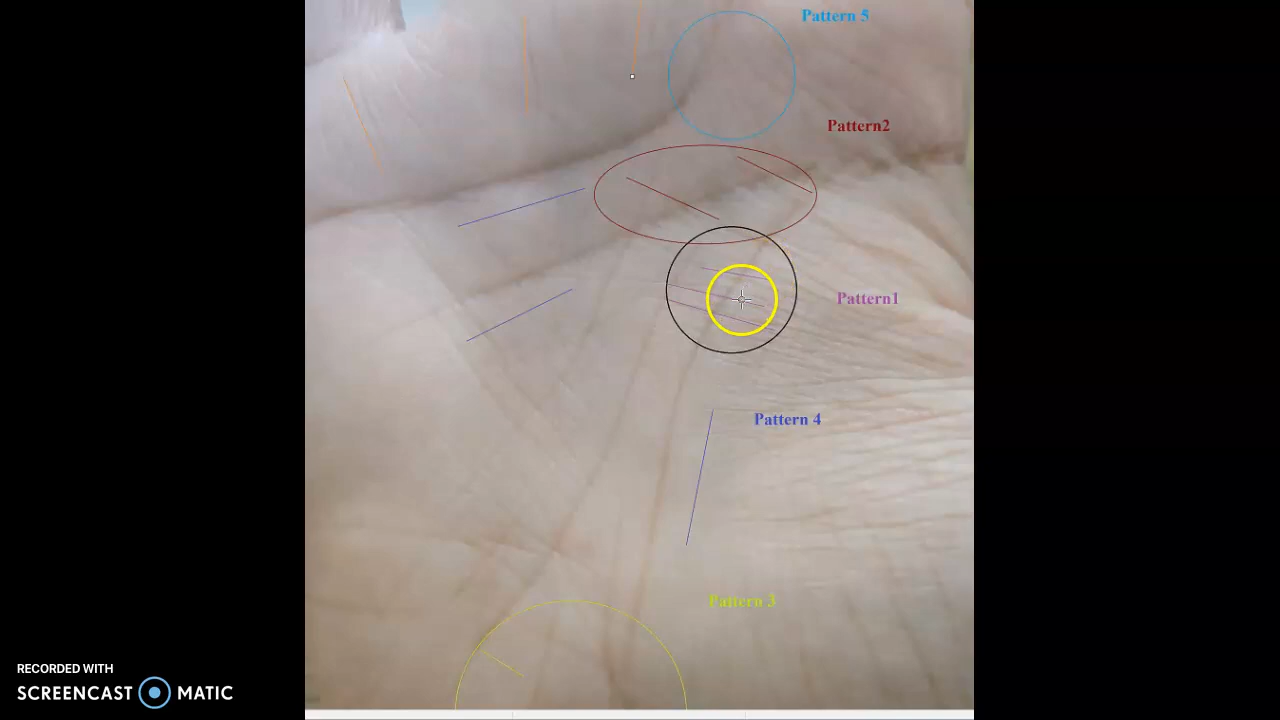 Pattern 5
Pattern2
Pattern1
Pattern 4
Pattern 3
RECORDED WITH
SCREENCAST MATIC